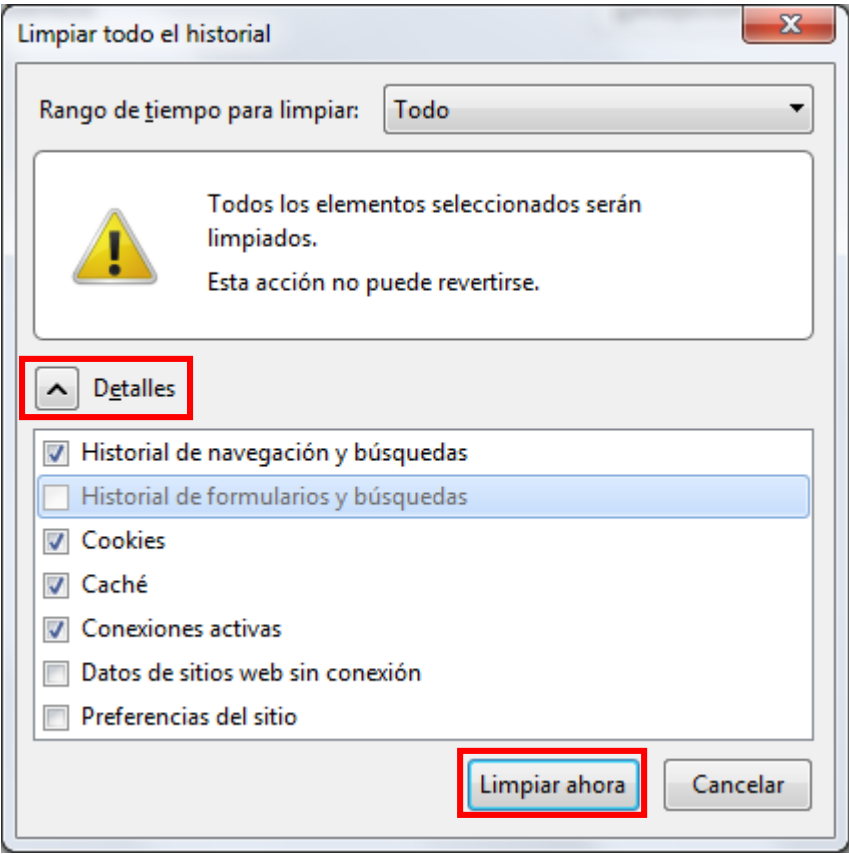 Limpiar todo el historial
Rango de tiempo para limpiar: Todo
Todos los elementos seleccionados serán
limpiados.
Esta acción no puede revertirse.
Detalles
Historial de navegación y búsquedas
Historial de formularios y búsquedas
Cookies
Caché
Conexiones activas
Datos de sitios web sin conexión
Preferencias del sitio
Limpiar ahora Cancelar